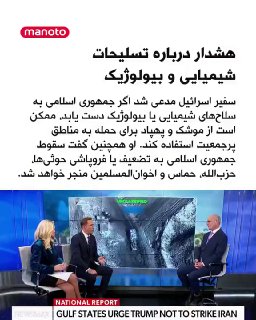 manoto
هشدار درباره تسلیحات
شیمیایی و بیولوژیک
سفیر اسرائیل مدعی شد اگر جمهوری اسلامی به
سلاح‌های شیمیایی یا بیولوژیک دست یابد، ممکن
است از موشک و پهپاد برای حمله به مناطق
پرجمعیت استفاده کند. او همچنین گفت سقوط
جمهوری اسلامی به تضعیف یا فروپاشی حوثی‌ها،
حزب‌الله، حماس و اخوان‌المسلمین منجر خواهد شد.
UNCLASSIFIED
NATIONAL REPORT
NEWSMAX
GULF STATES URGE TRUMP NOT TO STRIKE IRAN